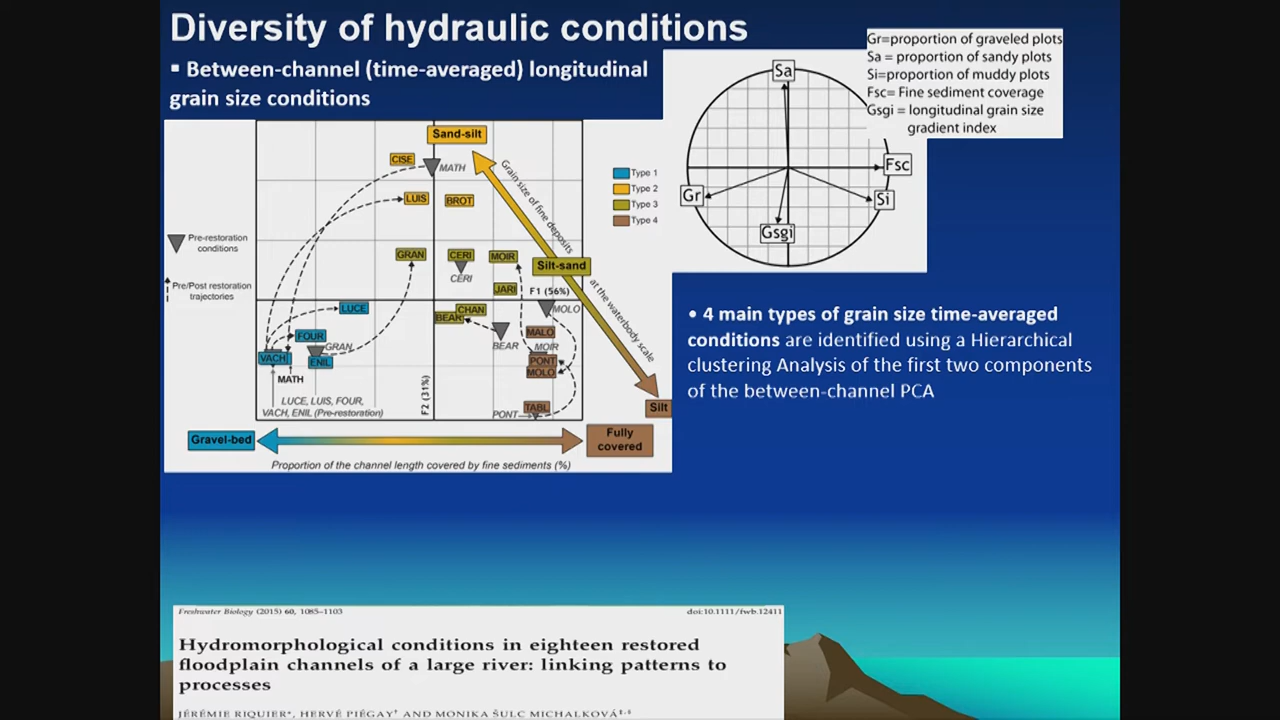 Diversity of hydraulic conditions
▪ Between-channel (time-averaged) longitudinal
grain size conditions
Gr=proportion of graveled plots
Sa = proportion of sandy plots
Si=proportion of muddy plots
Fsc= Fine sediment coverage
Gsgi = longitudinal grain size
gradient index
Sa
Fsc
Gr
Si
Gsgi
Sand-silt
CISE
MATH
LUIS
BROT
Grain size of fine deposits
at the waterbody scale
Type 1
Type 2
Type 3
Type 4
Pre-restoration
conditions
Pre/Post restoration
trajectories
GRAN
CERI
MOIR
CERI
Silt-sand
JARI
F1 (56%)
LUCE
CHAN
BEAR
MOLO
FOUR
BEAR
MALO
GRAN
MOIR
VACH
ENIL
PONT
MOLO
MATH
F2 (31%)
LUCE, LUIS, FOUR,
VACH, ENIL (Pre-restoration)
TABL
PONT
Silt
Gravel-bed
Fully
covered
Proportion of the channel length covered by fine sediments (%)
• 4 main types of grain size time-averaged
conditions are identified using a Hierarchical
clustering Analysis of the first two components
of the between-channel PCA
Freshwater Biology (2015) 60, 1085–1103
doi:10.1111/fwb.12411
Hydromorphological conditions in eighteen restored
floodplain channels of a large river: linking patterns to
processes
JÉRÉMIE RIQUIER*, HERVÉ PIÉGAY† AND MONIKA ŠULC MICHALKOVÁ‡,§